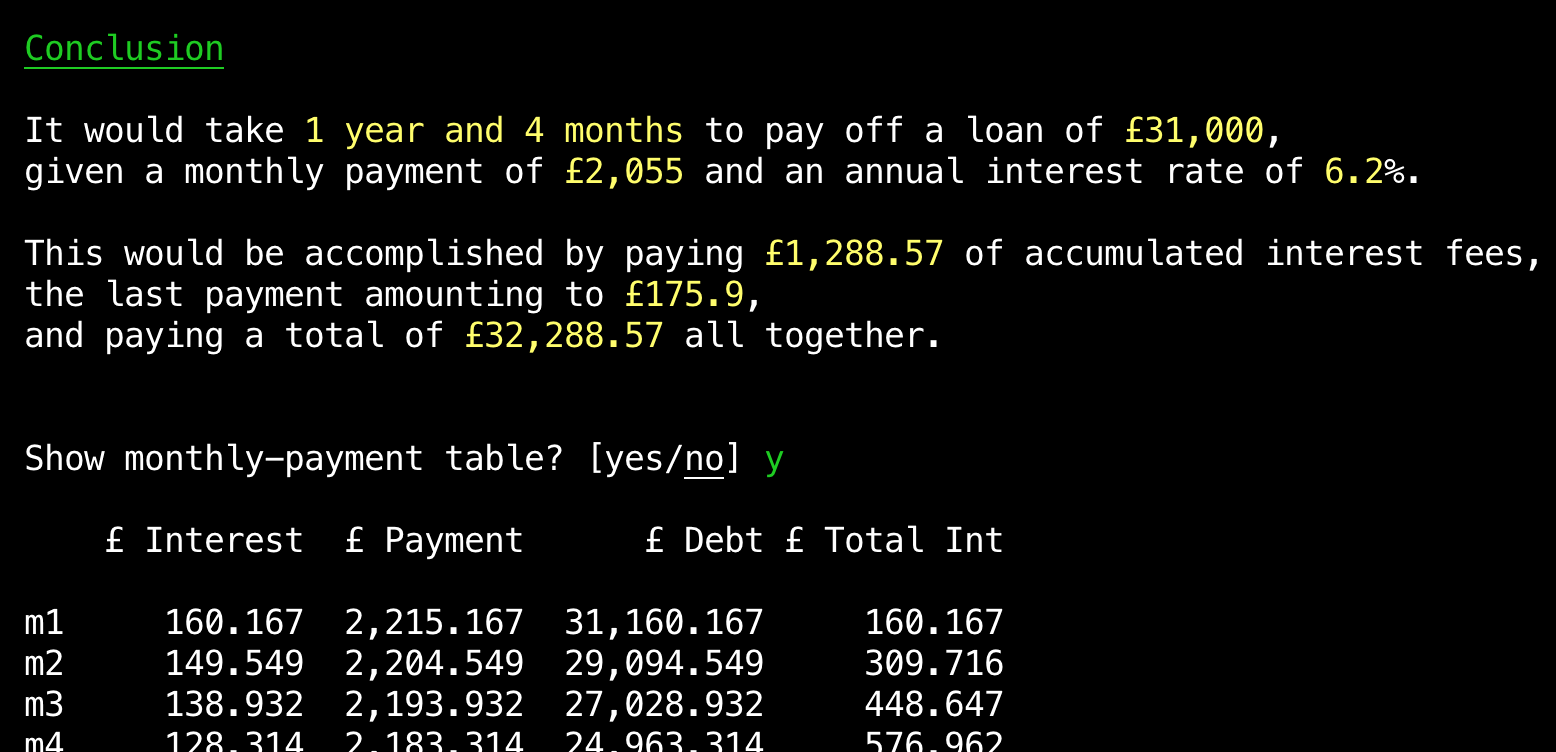 Conclusion
It would take 1 year and 4 months to pay off a loan of £31,000,
given a monthly payment of £2,055 and an annual interest rate of 6.2%.
This would be accomplished by paying £1,288.57 of accumulated interest fees,
the last payment amounting to £175.9,
and paying a total of £32,288.57 all together.
Show monthly-payment table? [yes/no] y
£ Interest £ Payment £ Debt £ Total Int
m1 160.167 2,215.167 31,160.167 160.167
m2 149.549 2,204.549 29,094.549 309.716
m3 138.932 2,193.932 27,028.932 448.647
m4 128.314 2,183.314 24,963.314 576.962